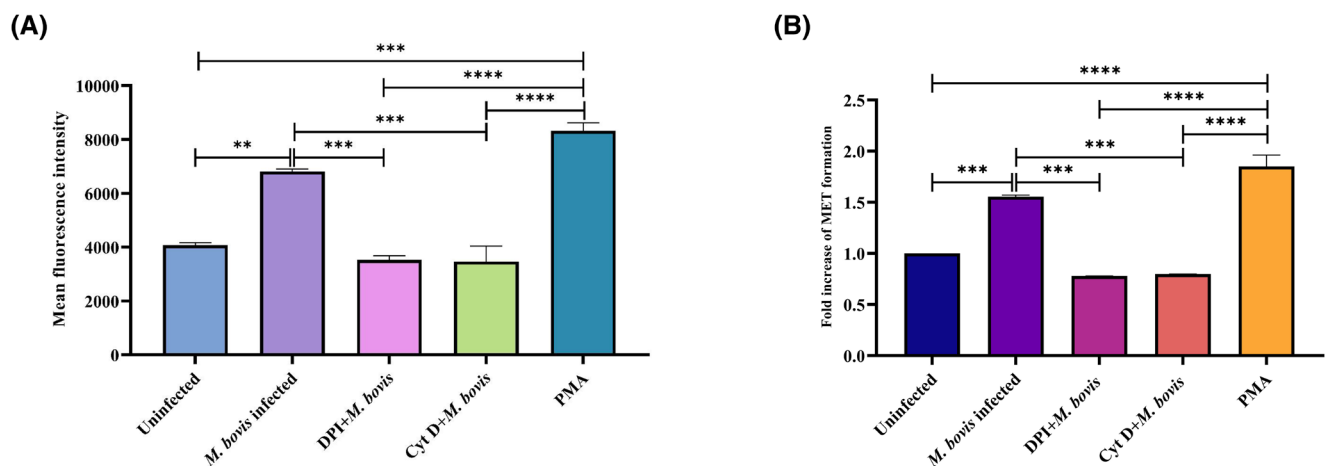 (A)
***
****
****
***
**
***
Mean fluorescence intensity
10000
8000
6000
4000
2000
0
Uninfected
M. bovis infected
DPI+M. bovis
Cyt D+M. bovis
PMA
(B)
****
****
****
***
***
***
Fold increase of MET formation
2.5
2.0
1.5
1.0
0.5
0.0
Uninfected
M. bovis infected
DPI+M. bovis
Cyt D+M. bovis
PMA